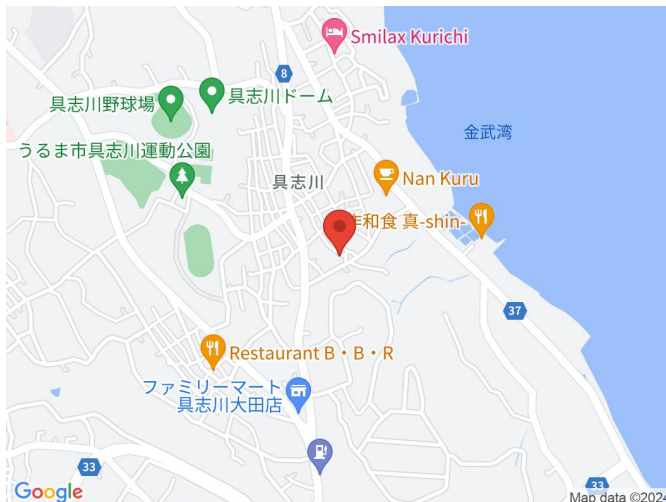 Smilax Kurichi
8
具志川野球場
具志川ドーム
金武湾
うるま市具志川運動公園
具志川
Nan Kuru
作和食 真-shin-
37
Restaurant B・B・R
ファミリーマート
具志川大田店
33
33
Google
Map data ©2024